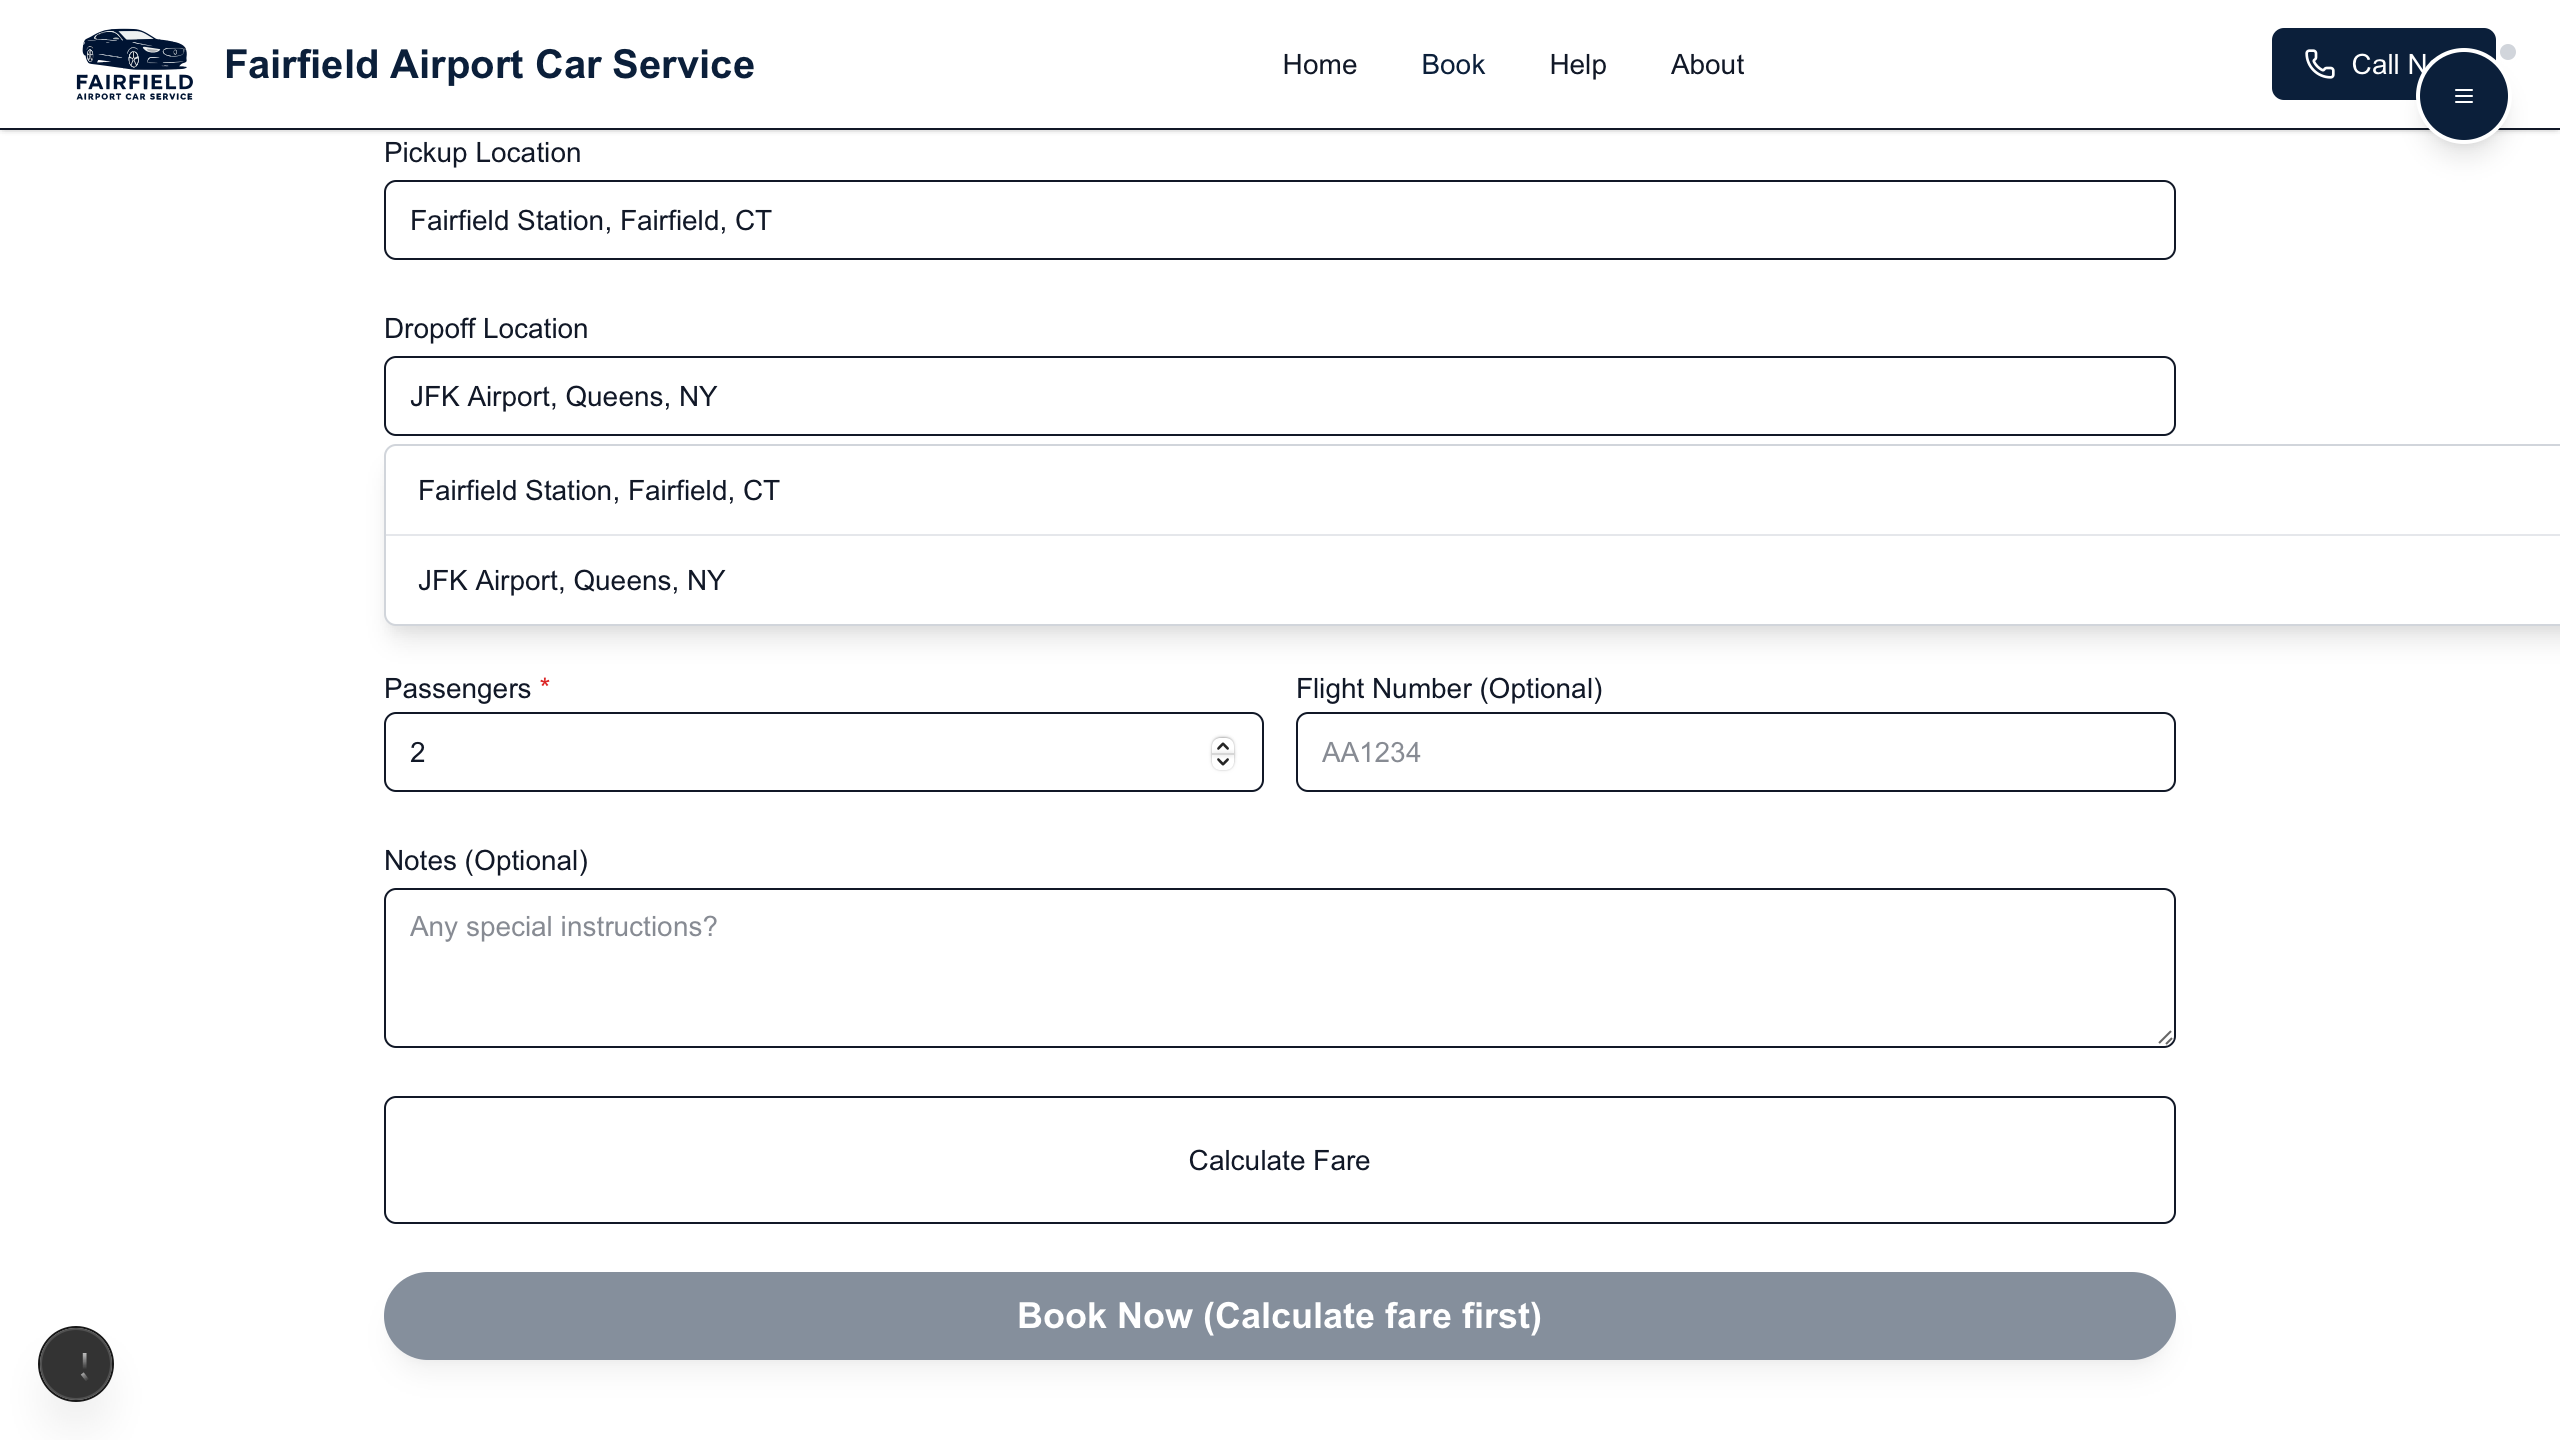 FAIRFIELD
AIRPORT CAR SERVICE
Fairfield Airport Car Service
Home
Book
Help
About
Call N
Pickup Location
Fairfield Station, Fairfield, CT
Dropoff Location
JFK Airport, Queens, NY
Fairfield Station, Fairfield, CT
JFK Airport, Queens, NY
Passengers *
Flight Number (Optional)
2
AA1234
Notes (Optional)
Any special instructions?
Calculate Fare
Book Now (Calculate fare first)